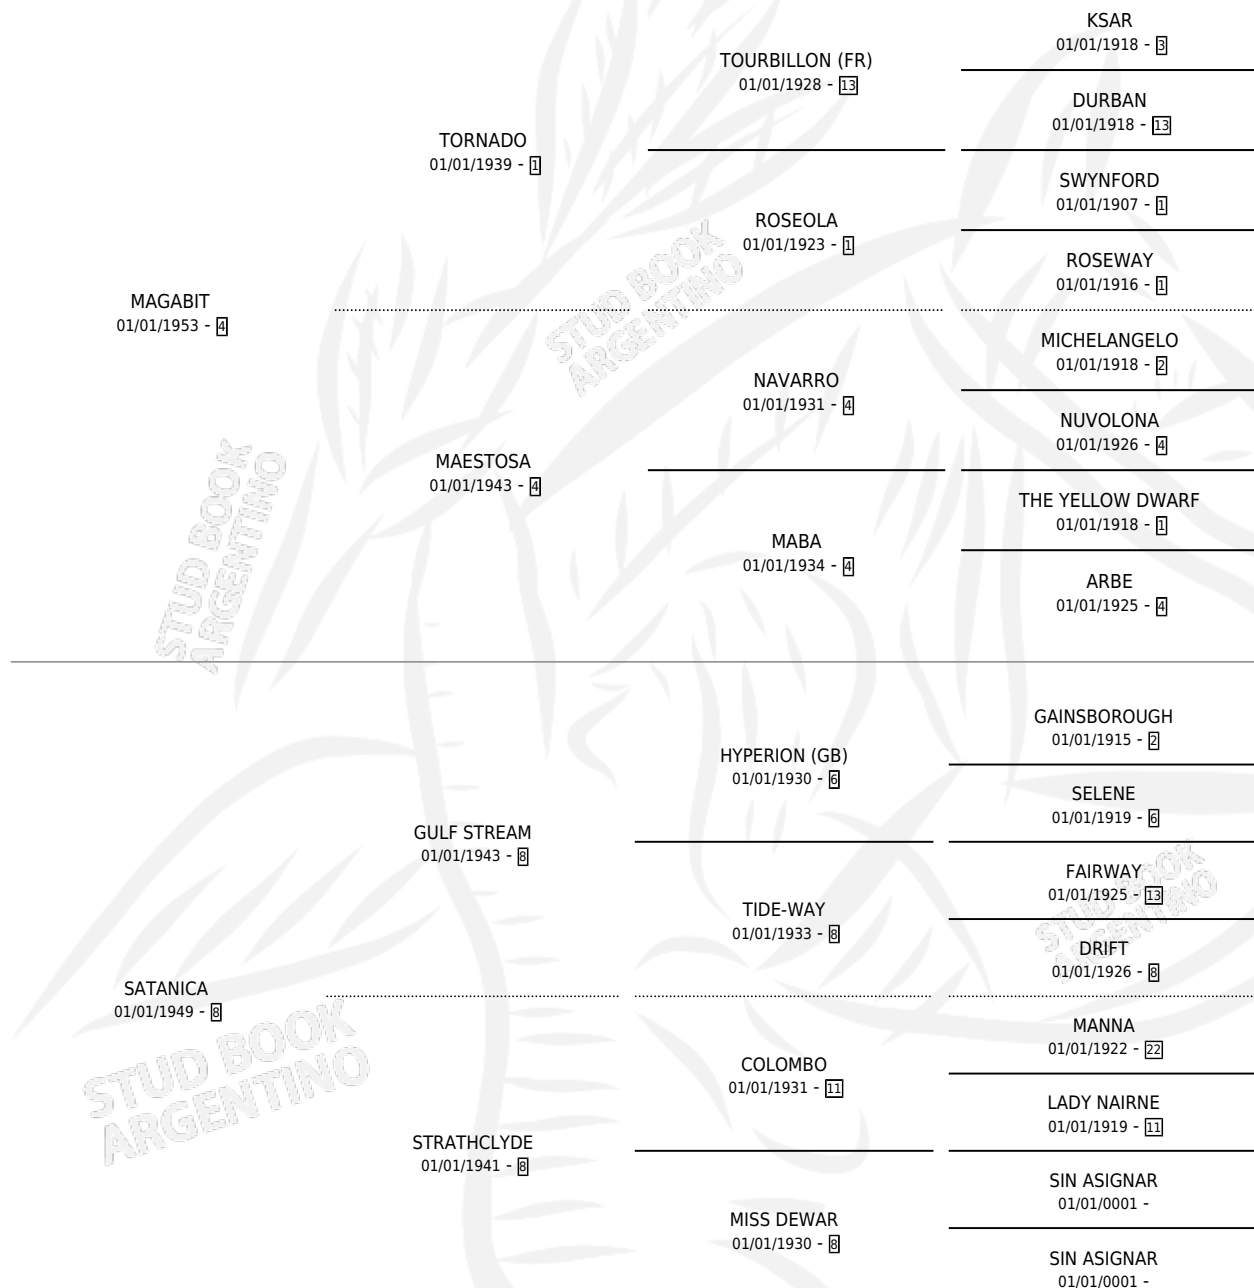 MAGABIT
01/01/1953 - 4
TORNADO
01/01/1939 - 1
MAESTOSA
01/01/1943 - 4
TOURBILLON (FR)
01/01/1928 - 13
ROSEOLA
01/01/1923 - 1
NAVARRO
01/01/1931 - 4
MABA
01/01/1934 - 4
KSAR
01/01/1918 - 3
DURBAN
01/01/1918 - 13
SWYNFORD
01/01/1907 - 1
ROSEWAY
01/01/1916 - 1
MICHELANGELO
01/01/1918 - 2
NUVOLONA
01/01/1926 - 4
THE YELLOW DWARF
01/01/1918 - 1
ARBE
01/01/1925 - 4
STUD BOOK
ARGENTINO
STUD BOOK
ARGENTINO
SATANICA
01/01/1949 - 8
GULF STREAM
01/01/1943 - 8
STRATHCLYDE
01/01/1941 - 8
HYPERION (GB)
01/01/1930 - 6
TIDE-WAY
01/01/1933 - 8
COLOMBO
01/01/1931 - 11
MISS DEWAR
01/01/1930 - 8
GAINSBOROUGH
01/01/1915 - 2
SELENE
01/01/1919 - 6
FAIRWAY
01/01/1925 - 13
DRIFT
01/01/1926 - 8
MANNA
01/01/1922 - 22
LADY NAIRNE
01/01/1919 - 11
SIN ASIGNAR
01/01/0001 -
SIN ASIGNAR
01/01/0001 -
STUD BOOK
ARGENTINO
STUD BOOK
ARGENTINO